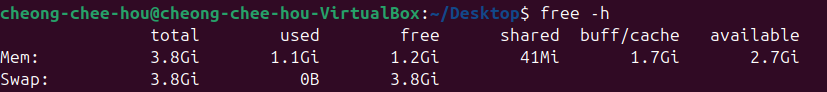 cheong-chee-hou@cheong-chee-hou-VirtualBox:~/Desktop$ free -h
total used free shared buff/cache available
Mem: 3.8Gi 1.1Gi 1.2Gi 41Mi 1.7Gi 2.7Gi
Swap: 3.8Gi 0B 3.8Gi